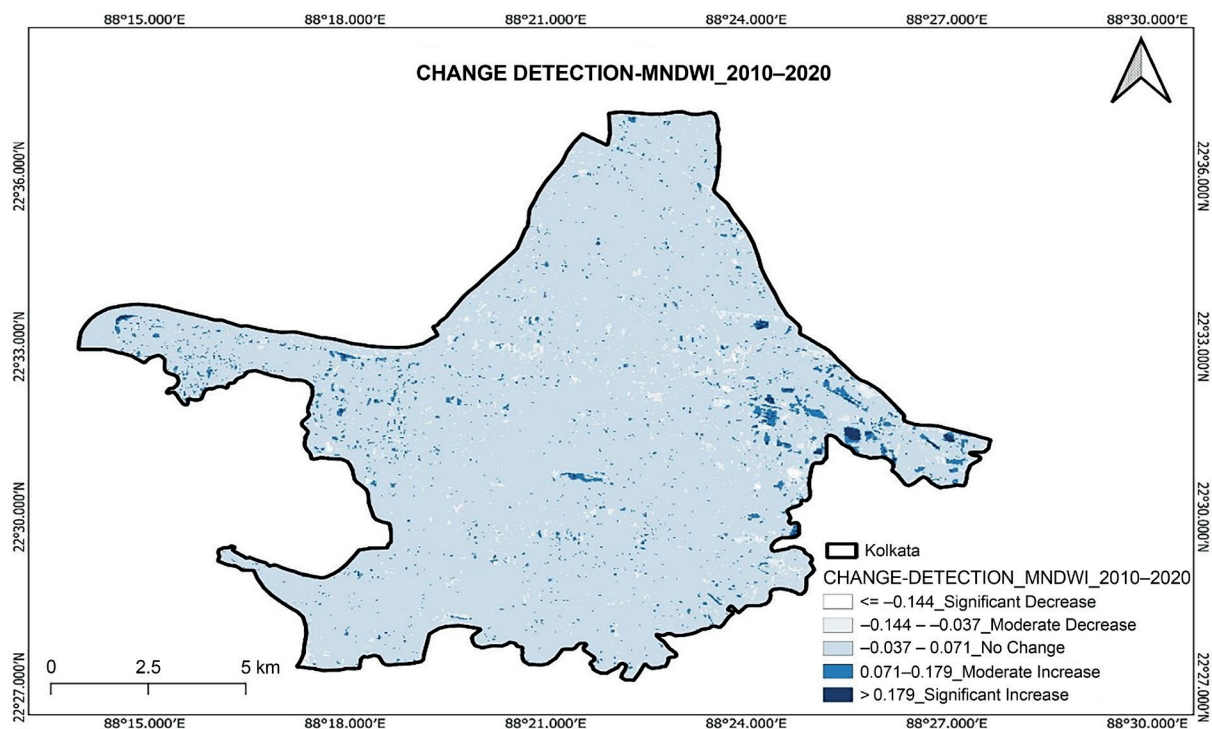 88°15.000'E 88°18.000'E 88°21.000'E 88°24.000'E 88°27.000'E 88°30.000'E
CHANGE DETECTION-MNDWI_2010–2020
22°36.000'N
22°33.000'N
22°30.000'N
22°27.000'N
22°36.000'N
22°33.000'N
22°30.000'N
22°27.000'N
Kolkata
CHANGE-DETECTION_MNDWI_2010–2020
<= –0.144_Significant Decrease
–0.144 – –0.037_Moderate Decrease
–0.037 – 0.071_No Change
0.071–0.179_Moderate Increase
> 0.179_Significant Increase
0 2.5 5 km
88°15.000'E 88°18.000'E 88°21.000'E 88°24.000'E 88°27.000'E 88°30.000'E